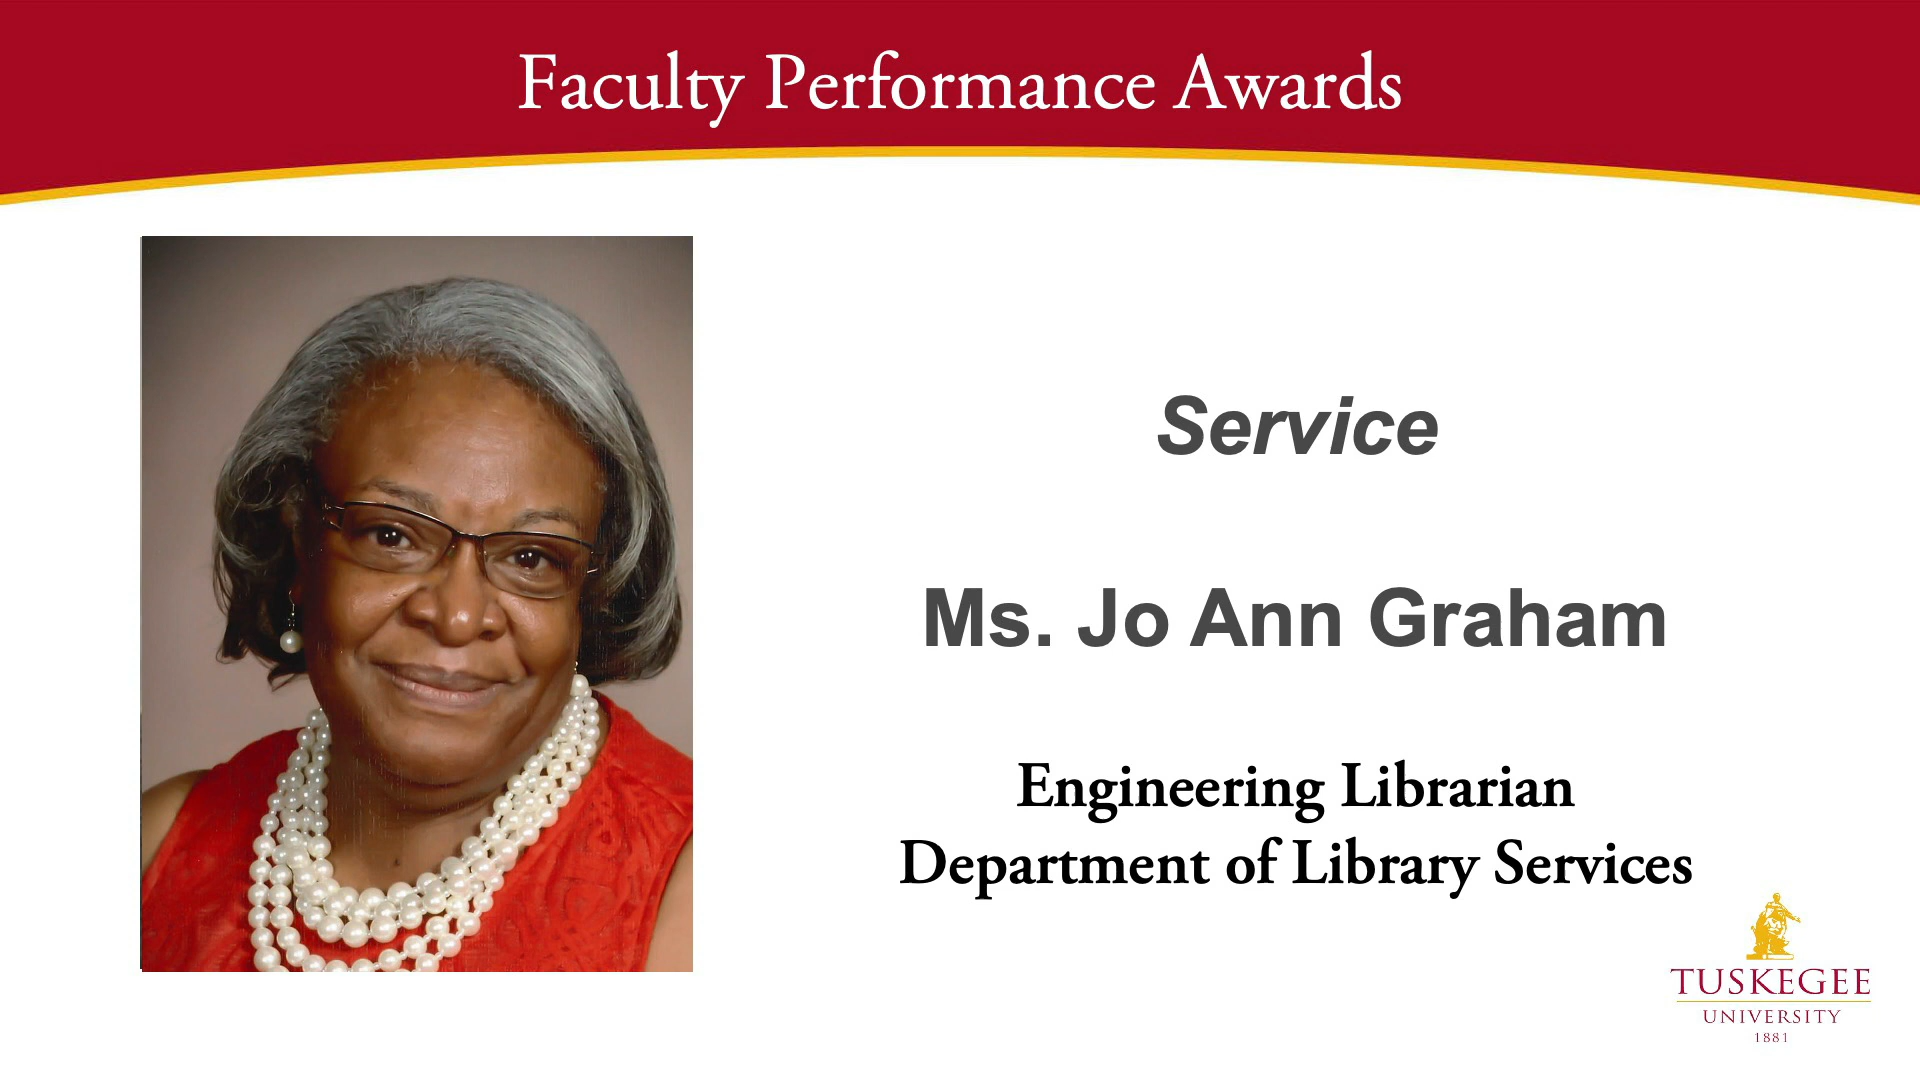 Faculty Performance Awards
Service
Ms. Jo Ann Graham
Engineering Librarian
Department of Library Services
TUSKEGEE
UNIVERSITY
1881